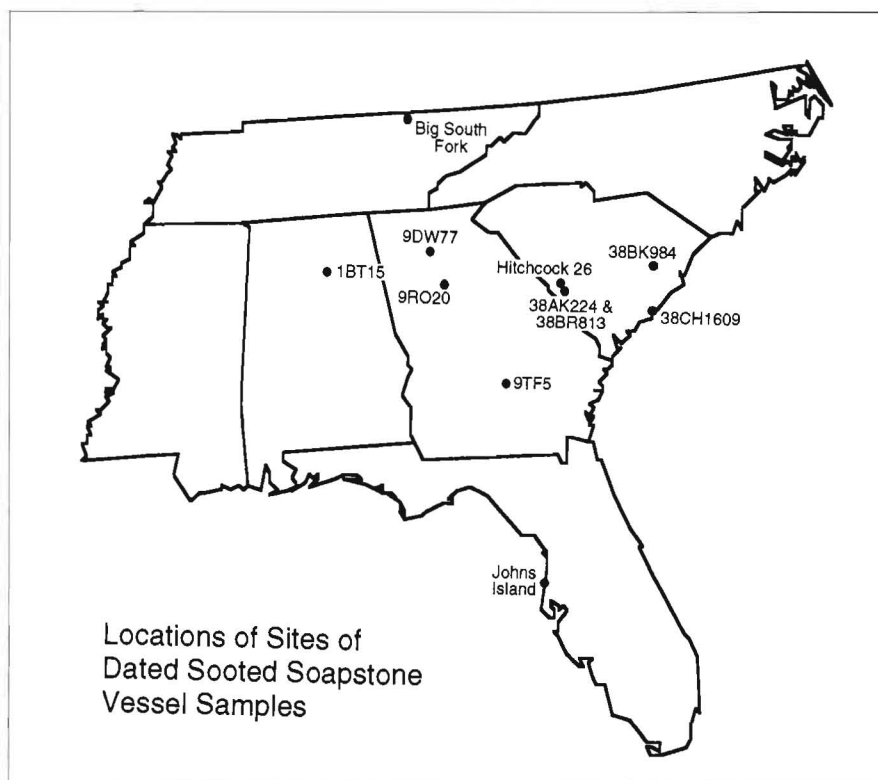 Big South
Fork
9DW77
1BT15
9RO20
Hitchcock 26
38BK984
38AK224 &
38BR813
38CH1609
9TF5
Johns
Island
Locations of Sites of
Dated Sooted Soapstone
Vessel Samples